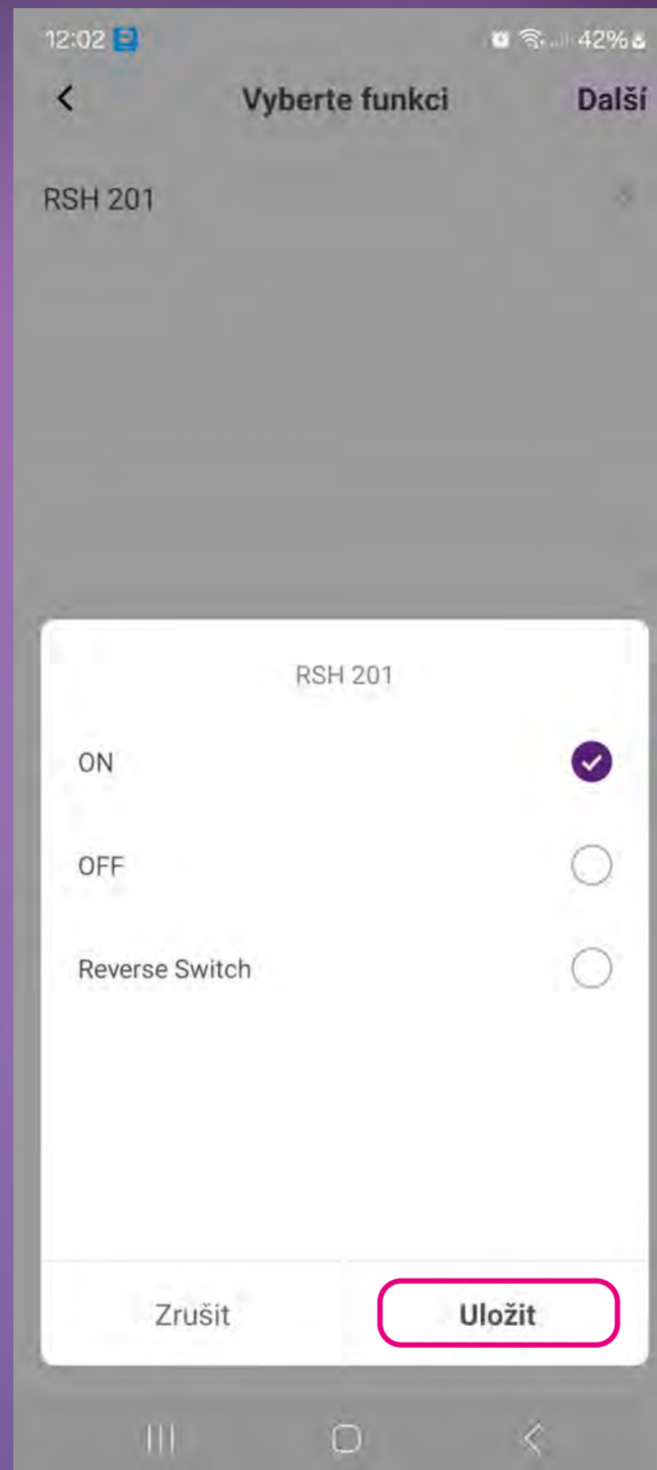 12:02
42%
Vyberte funkci
Další
RSH 201
RSH 201
ON
OFF
Reverse Switch
Zrušit
Uložit